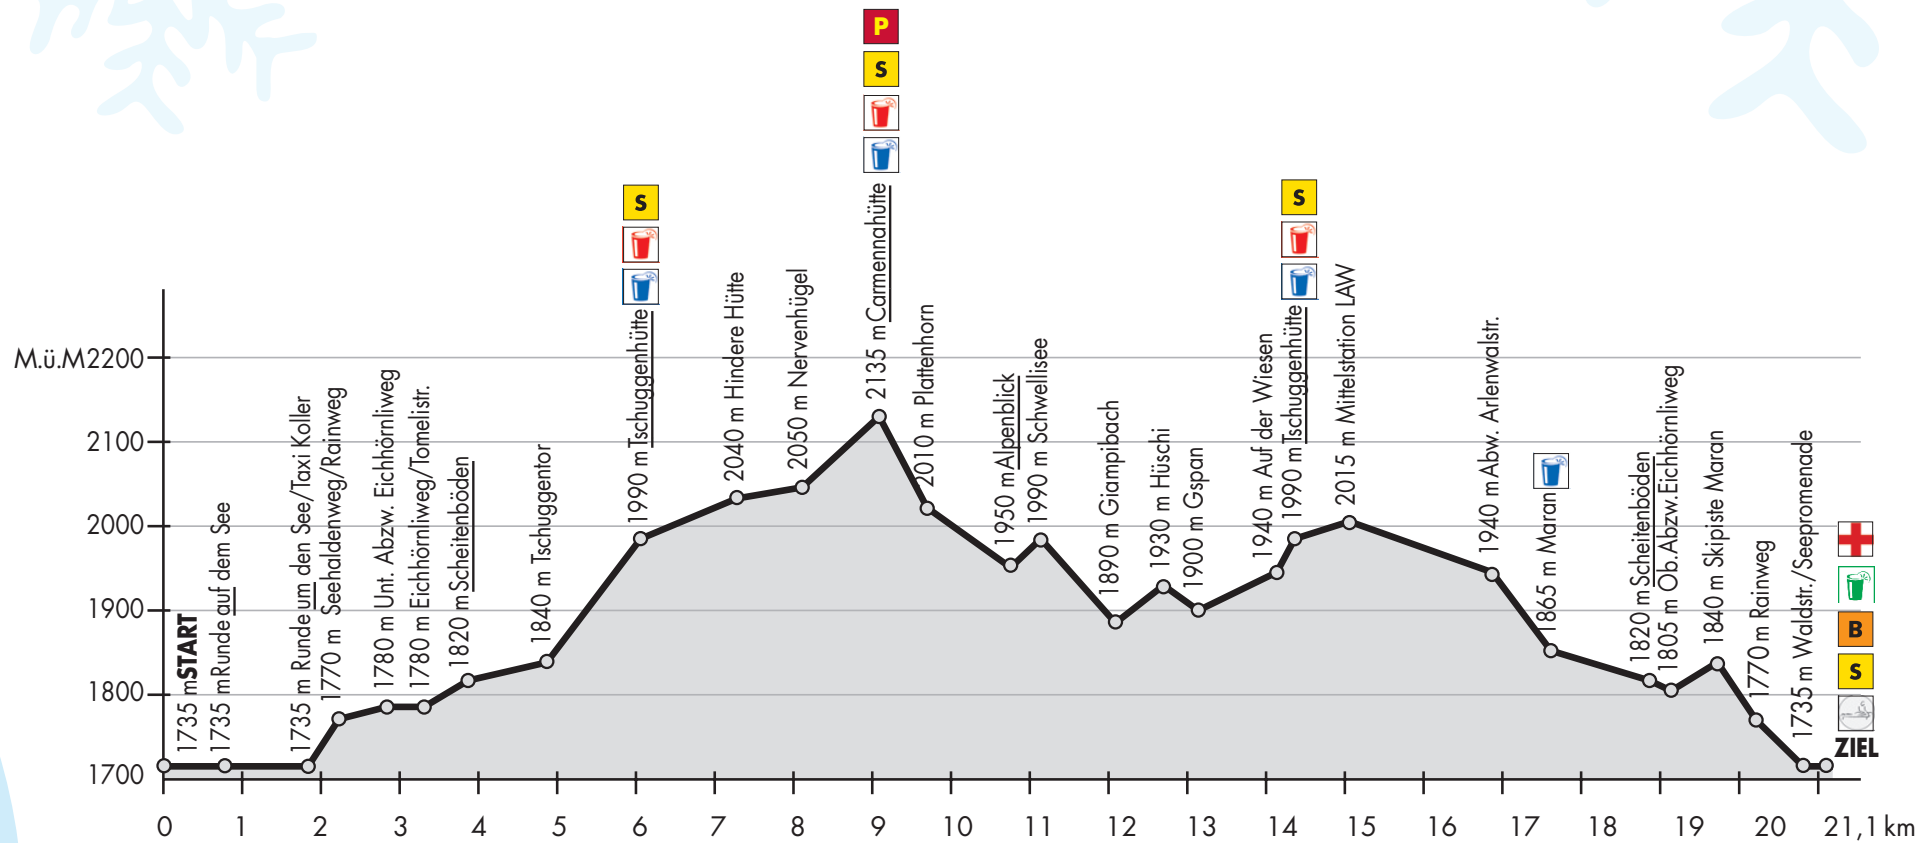 P
S
S
S
M.ü.M2200
2100
2000
1900
1800
1700
1735 mSTART
1735 mRunde auf dem See
1735 m Runde um den See/Taxi Koller
1770 m Seehaldenweg/Rainweg
1780 m Unt. Abzw. Eichhörnliweg
1780 m Eichhörnliweg/Tomelistr.
1820 m Scheitenböden
1840 m Tschuggentor
1990 m Tschuggenhütte
2040 m Hindere Hütte
2050 m Nervenhügel
2135 mCarmennahütte
2010 m Plattenhorn
1950 mAlpenblick
1990 m Schwellisee
1890 m Giampibach
1930 m Hüschi
1900 m Gspan
1940 m Auf der Wiesen
1990 m Tschuggenhütte
2015 m Mittelstation LAW
1940 m Abw. Arlenwalstr.
1865 m Maran
1820 m Scheitenböden
1805 m Ob.Abzw.Eichhörnliweg
1840 m Skipiste Maran
1770 m Rainweg
1735 m Waldstr./Seepromenade
B
S
ZIEL
0 1 2 3 4 5 6 7 8 9 10 11 12 13 14 15 16 17 18 19 20 21,1 km